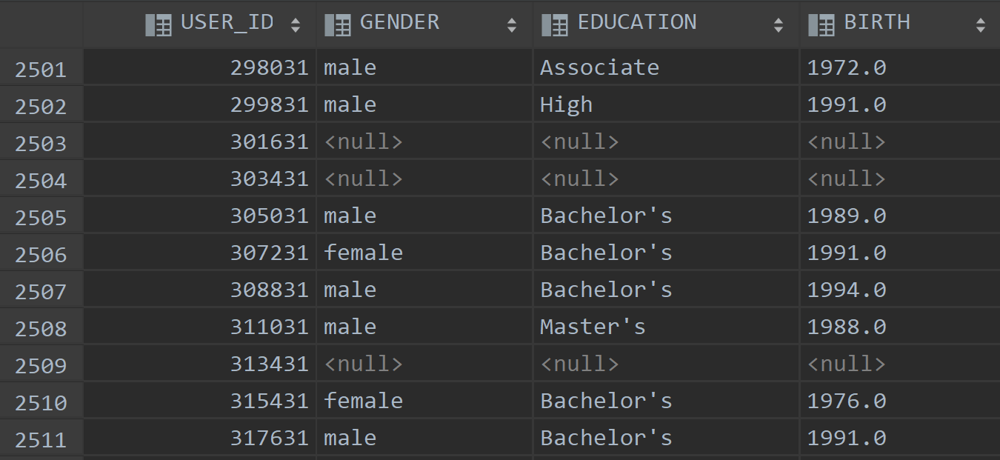 USER_ID GENDER EDUCATION BIRTH
2501 298031 male Associate 1972.0
2502 299831 male High 1991.0
2503 301631 <null> <null> <null>
2504 303431 <null> <null> <null>
2505 305031 male Bachelor's 1989.0
2506 307231 female Bachelor's 1991.0
2507 308831 male Bachelor's 1994.0
2508 311031 male Master's 1988.0
2509 313431 <null> <null> <null>
2510 315431 female Bachelor's 1976.0
2511 317631 male Bachelor's 1991.0